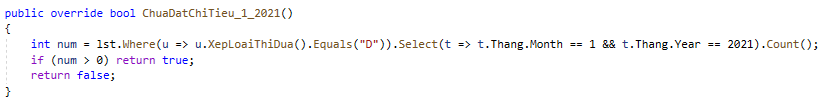 public override bool ChuaDatChiTieu_1_2021()
{
int num = lst.Where(u => u.XepLoaiThiDua().Equals("D")).Select(t => t.Thang.Month == 1 && t.Thang.Year == 2021).Count();
if (num > 0) return true;
return false;
}